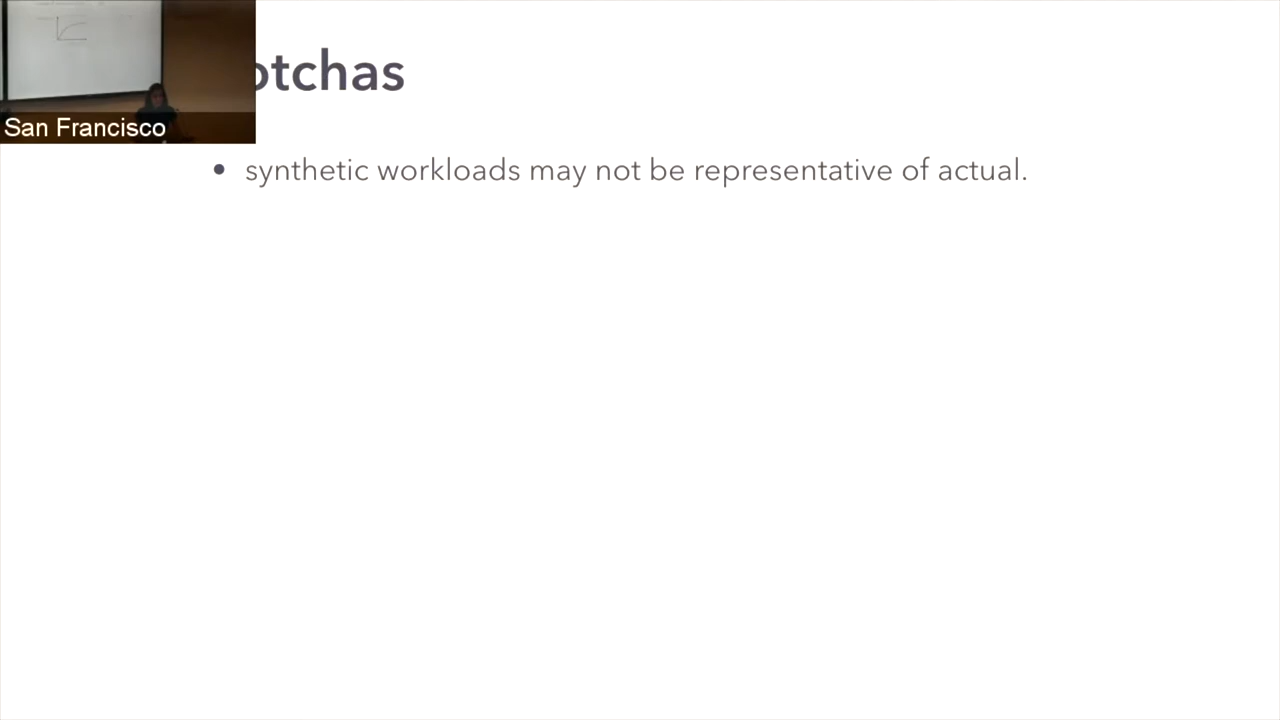 otchas
San Francisco
• synthetic workloads may not be representative of actual.